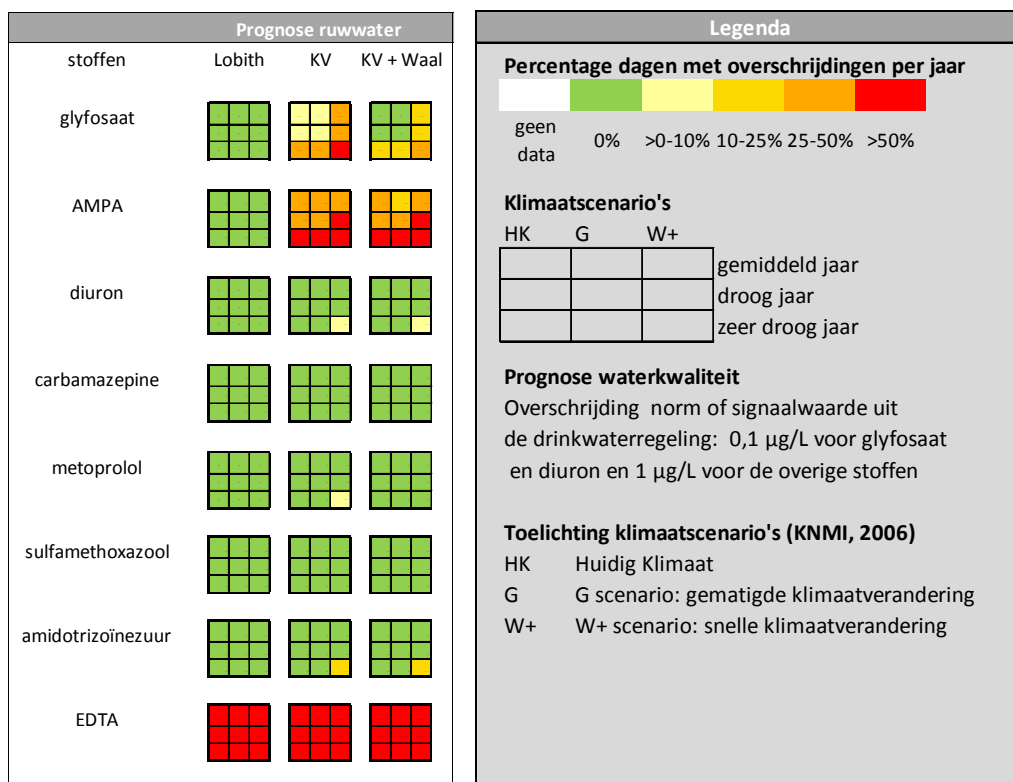 Prognose ruwwater
stoffen Lobith KV KV + Waal
glyfosaat
AMPA
diuron
carbamazepine
metoprolol
sulfamethoxazool
amidotrizoïnezuur
EDTA
Legenda
Percentage dagen met overschrijdingen per jaar
geen data 0% >0-10% 10-25% 25-50% >50%
Klimaatscenario's
HK G W+
gemiddeld jaar
droog jaar
zeer droog jaar
Prognose waterkwaliteit
Overschrijding norm of signaalwaarde uit
de drinkwaterregeling: 0,1 µg/L voor glyfosaat
en diuron en 1 µg/L voor de overige stoffen
Toelichting klimaatscenario's (KNMI, 2006)
HK Huidig Klimaat
G G scenario: gematigde klimaatverandering
W+ W+ scenario: snelle klimaatverandering